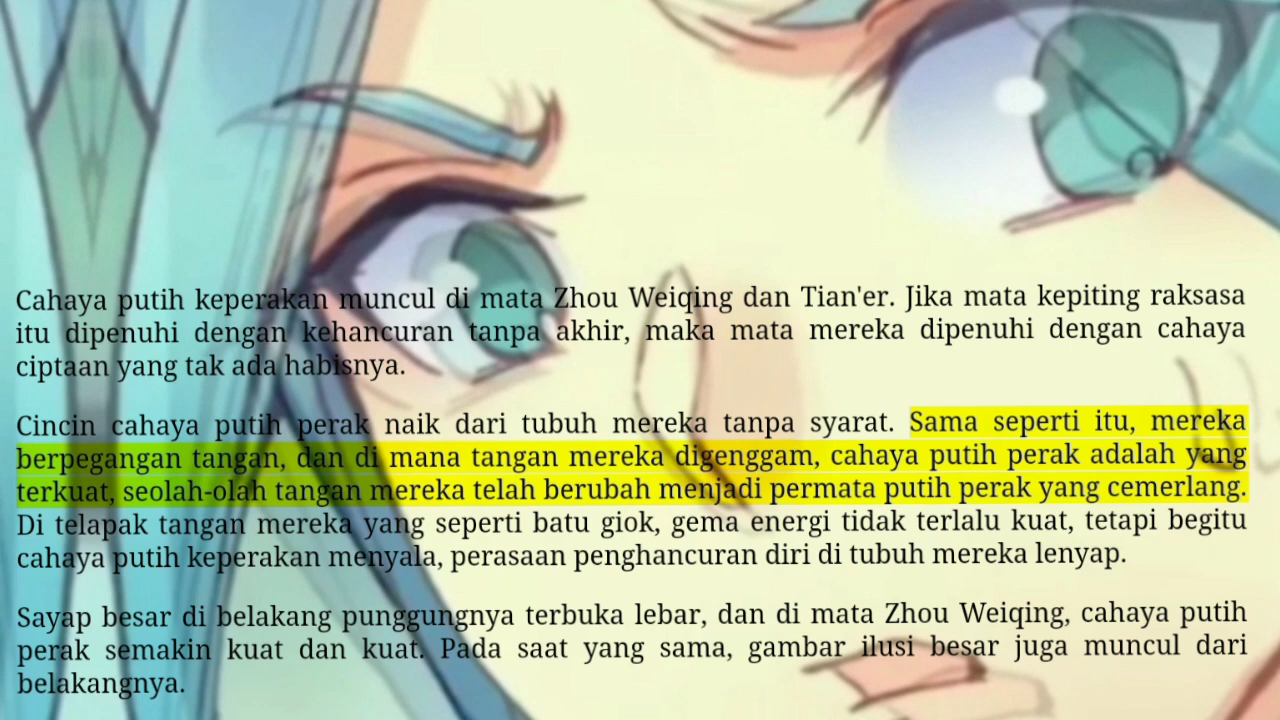 Cahaya putih keperakan muncul di mata Zhou Weiqing dan Tian'er. Jika mata kepiting raksasa
itu dipenuhi dengan kehancuran tanpa akhir, maka mata mereka dipenuhi dengan cahaya
ciptaan yang tak ada habisnya.
Cincin cahaya putih perak naik dari tubuh mereka tanpa syarat. Sama seperti itu, mereka
berpegangan tangan, dan di mana tangan mereka digenggam, cahaya putih perak adalah yang
terkuat, seolah-olah tangan mereka telah berubah menjadi permata putih perak yang cemerlang.
Di telapak tangan mereka yang seperti batu giok, gema energi tidak terlalu kuat, tetapi begitu
cahaya putih keperakan menyala, perasaan penghancuran diri di tubuh mereka lenyap.
Sayap besar di belakang punggungnya terbuka lebar, dan di mata Zhou Weiqing, cahaya putih
perak semakin kuat dan kuat. Pada saat yang sama, gambar ilusi besar juga muncul dari
belakangnya.